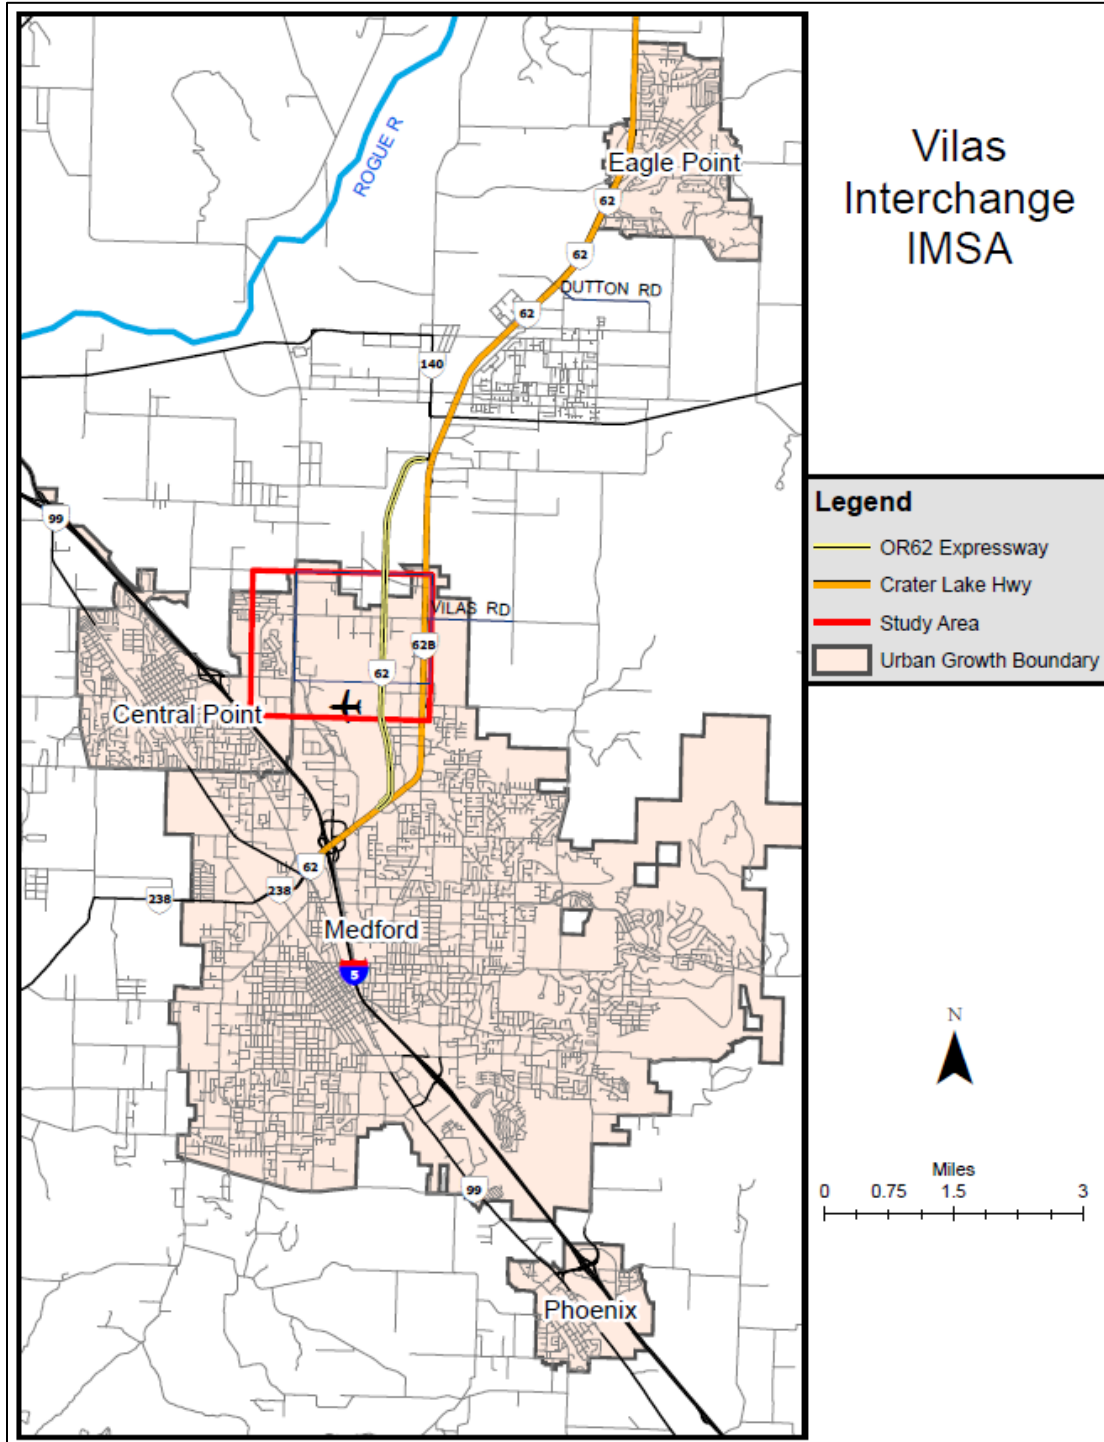 ROGUE R
Eagle Point
62
62
DUTTON RD
62
140
99
VILAS RD
62B
62
Central Point
62
238
238
Medford
5
99
Phoenix
Vilas
Interchange
IMSA
Legend
OR62 Expressway
Crater Lake Hwy
Study Area
Urban Growth Boundary
N
Miles
0 0.75 1.5 3